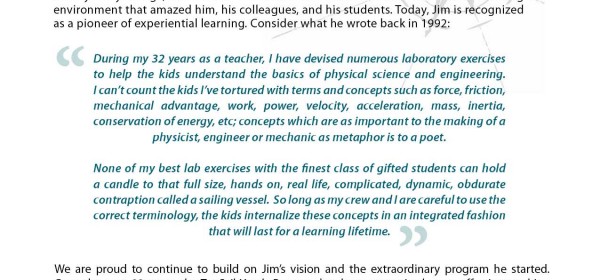 environment that amazed him, his colleagues, and his students. Today, Jim is recognized
as a pioneer of experiential learning. Consider what he wrote back in 1992:
“
During my 32 years as a teacher, I have devised numerous laboratory exercises
to help the kids understand the basics of physical science and engineering.
I can’t count the kids I’ve tortured with terms and concepts such as force, friction,
mechanical advantage, work, power, velocity, acceleration, mass, inertia,
conservation of energy, etc; concepts which are as important to the making of a
physicist, engineer or mechanic as metaphor is to a poet.
None of my best lab exercises with the finest class of gifted students can hold
a candle to that full size, hands on, real life, complicated, dynamic, obdurate
contraption called a sailing vessel. So long as my crew and I are careful to use the
correct terminology, the kids internalize these concepts in an integrated fashion
that will last for a learning lifetime.
”
We are proud to continue to build on Jim’s vision and the extraordinary program he started.